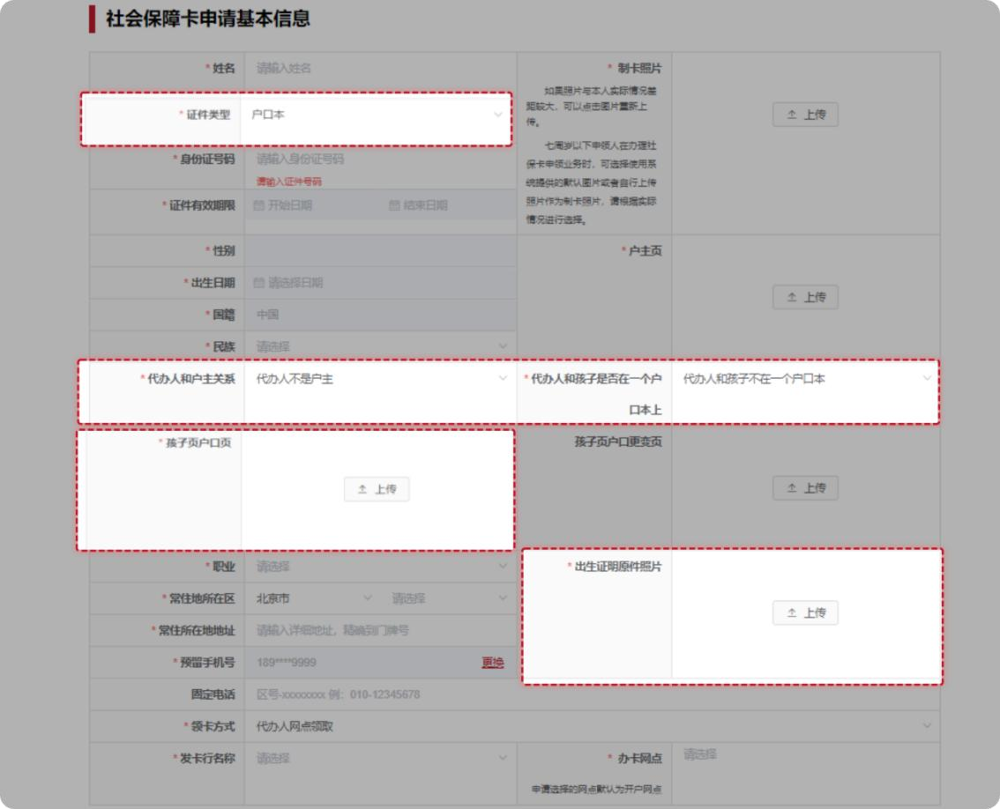 社会保障卡申请基本信息
* 姓名
请输入姓名
* 制卡照片
如果照片与本人实际情况差
距较大，可以点击图片重新上
传。
七周岁以下申领人在办理社
保卡申领业务时，可选择使用系
统提供的默认图片或者自行上传
照片作为制卡照片，请根据实际
情况进行选择。
上传
* 证件类型
户口本
* 身份证号码
请输入身份证号码
请输入证件号码
* 证件有效期限
开始日期
结束日期
* 性别
* 户主页
上传
* 出生日期
请选择日期
* 国籍
中国
* 民族
请选择
* 代办人和户主关系
代办人不是户主
* 代办人和孩子是否在一个户
口本上
代办人和孩子不在一个户口本
* 孩子页户口页
上传
孩子页户口更变页
上传
* 职业
请选择
* 出生证明原件照片
上传
* 常住地所在区
北京市
请选择
* 常住所在地地址
请输入详细地址，精确到门牌号
* 预留手机号
189****9999
更换
固定电话
区号-xxxxxxxx 例：010-12345678
* 领卡方式
代办人网点领取
* 发卡行名称
请选择
* 办卡网点
申请选择的网点默认为开户网点
请选择